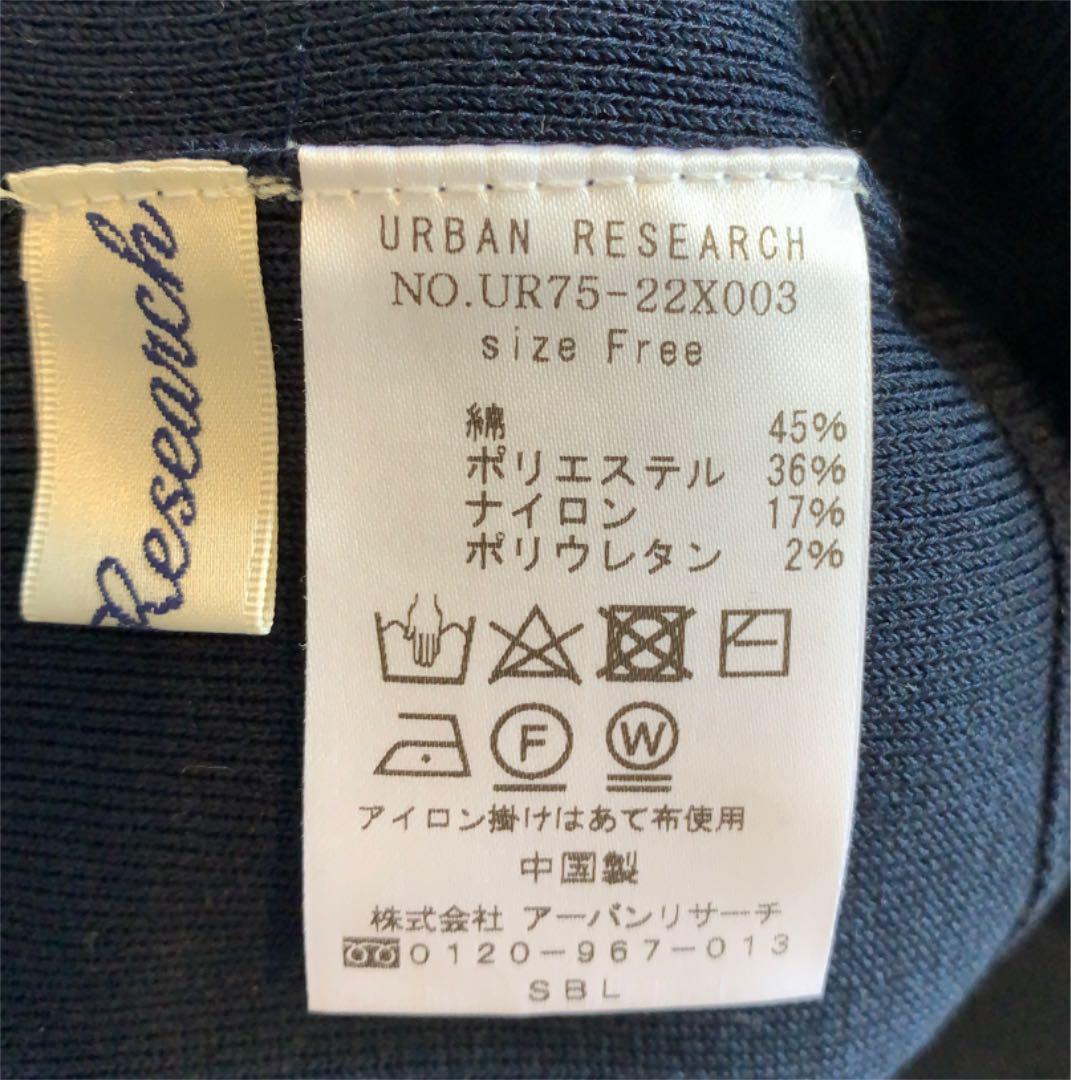 Research
URBAN RESEARCH
NO.UR75-22X003
size Free
綿 45%
ポリエステル 36%
ナイロン 17%
ポリウレタン 2%
F W
アイロン掛けはあて布使用
中国製
株式会社 アーバンリサーチ
0120-967-013
SBL